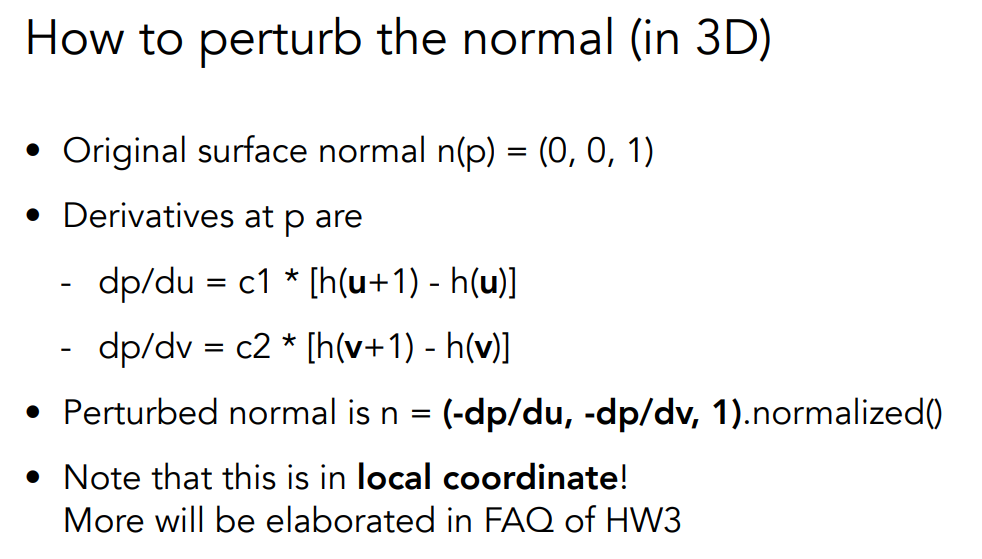 How to perturb the normal (in 3D)
• Original surface normal n(p) = (0, 0, 1)
• Derivatives at p are
- dp/du = c1 * [h(u+1) - h(u)]
- dp/dv = c2 * [h(v+1) - h(v)]
• Perturbed normal is n = (-dp/du, -dp/dv, 1).normalized()
• Note that this is in local coordinate!
More will be elaborated in FAQ of HW3